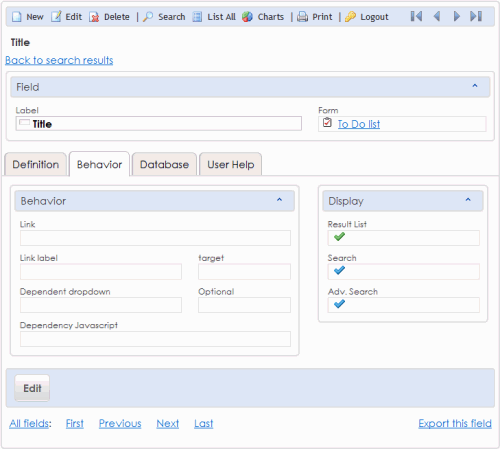 New Edit Delete | Search List All Charts | Print | Logout
Title
Back to search results
Field
Label Form
Title To Do list
Definition Behavior Database User Help
Behavior Display
Link Result List
Link label target Search
Dependent dropdown Optional Adv. Search
Dependency Javascript
Edit
All fields: First Previous Next Last Export this field